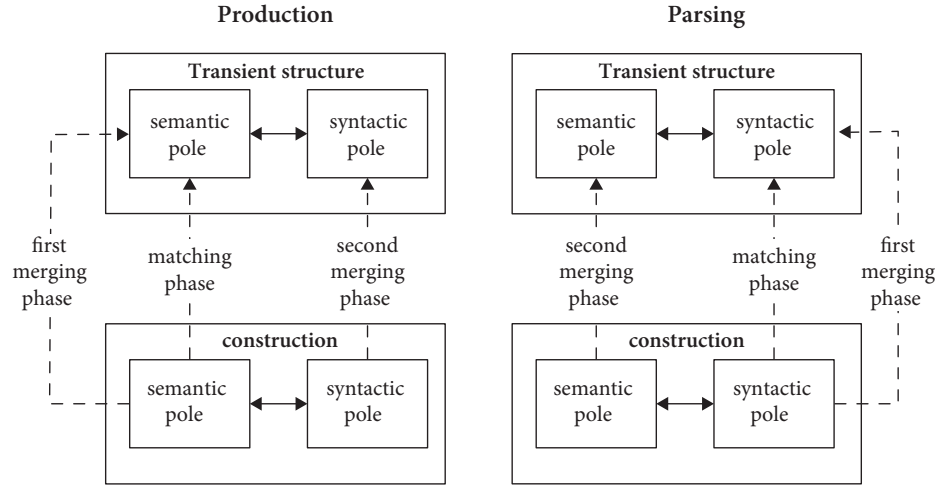 Production
Transient structure
semantic
pole
syntactic
pole
first
merging
phase
matching
phase
second
merging
phase
construction
semantic
pole
syntactic
pole
Parsing
Transient structure
semantic
pole
syntactic
pole
second
merging
phase
matching
phase
first
merging
phase
construction
semantic
pole
syntactic
pole